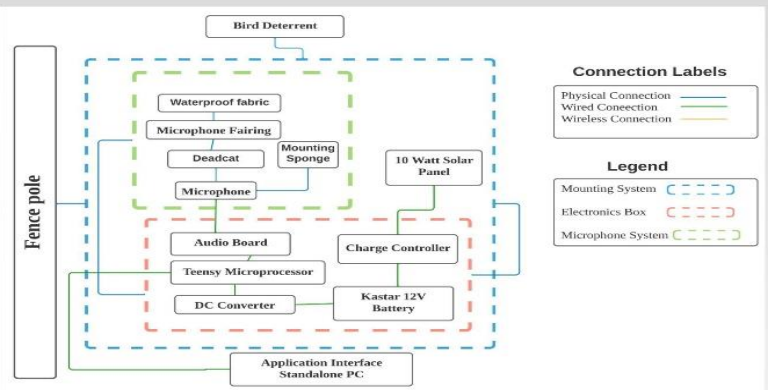 Bird Deterrent
Fence pole
Waterproof fabric
Microphone Fairing
Deadcat
Mounting
Sponge
Microphone
10 Watt Solar
Panel
Audio Board
Charge Controller
Teensy Microprocessor
DC Converter
Kastar 12V
Battery
Application Interface
Standalone PC
Connection Labels
Physical Connection
Wired Coneection
Wireless Connection
Legend
Mounting System
Electronics Box
Microphone System